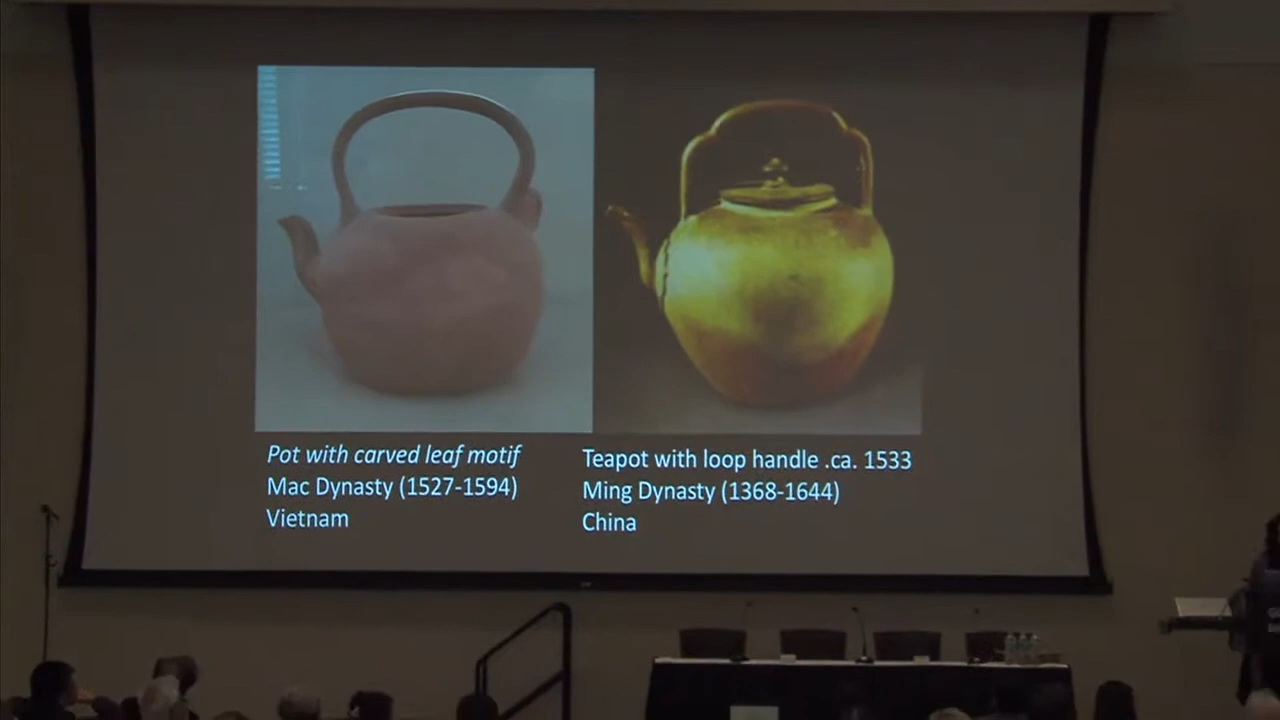 Pot with carved leaf motif
Mac Dynasty (1527-1594)
Vietnam
Teapot with loop handle .ca. 1533
Ming Dynasty (1368-1644)
China